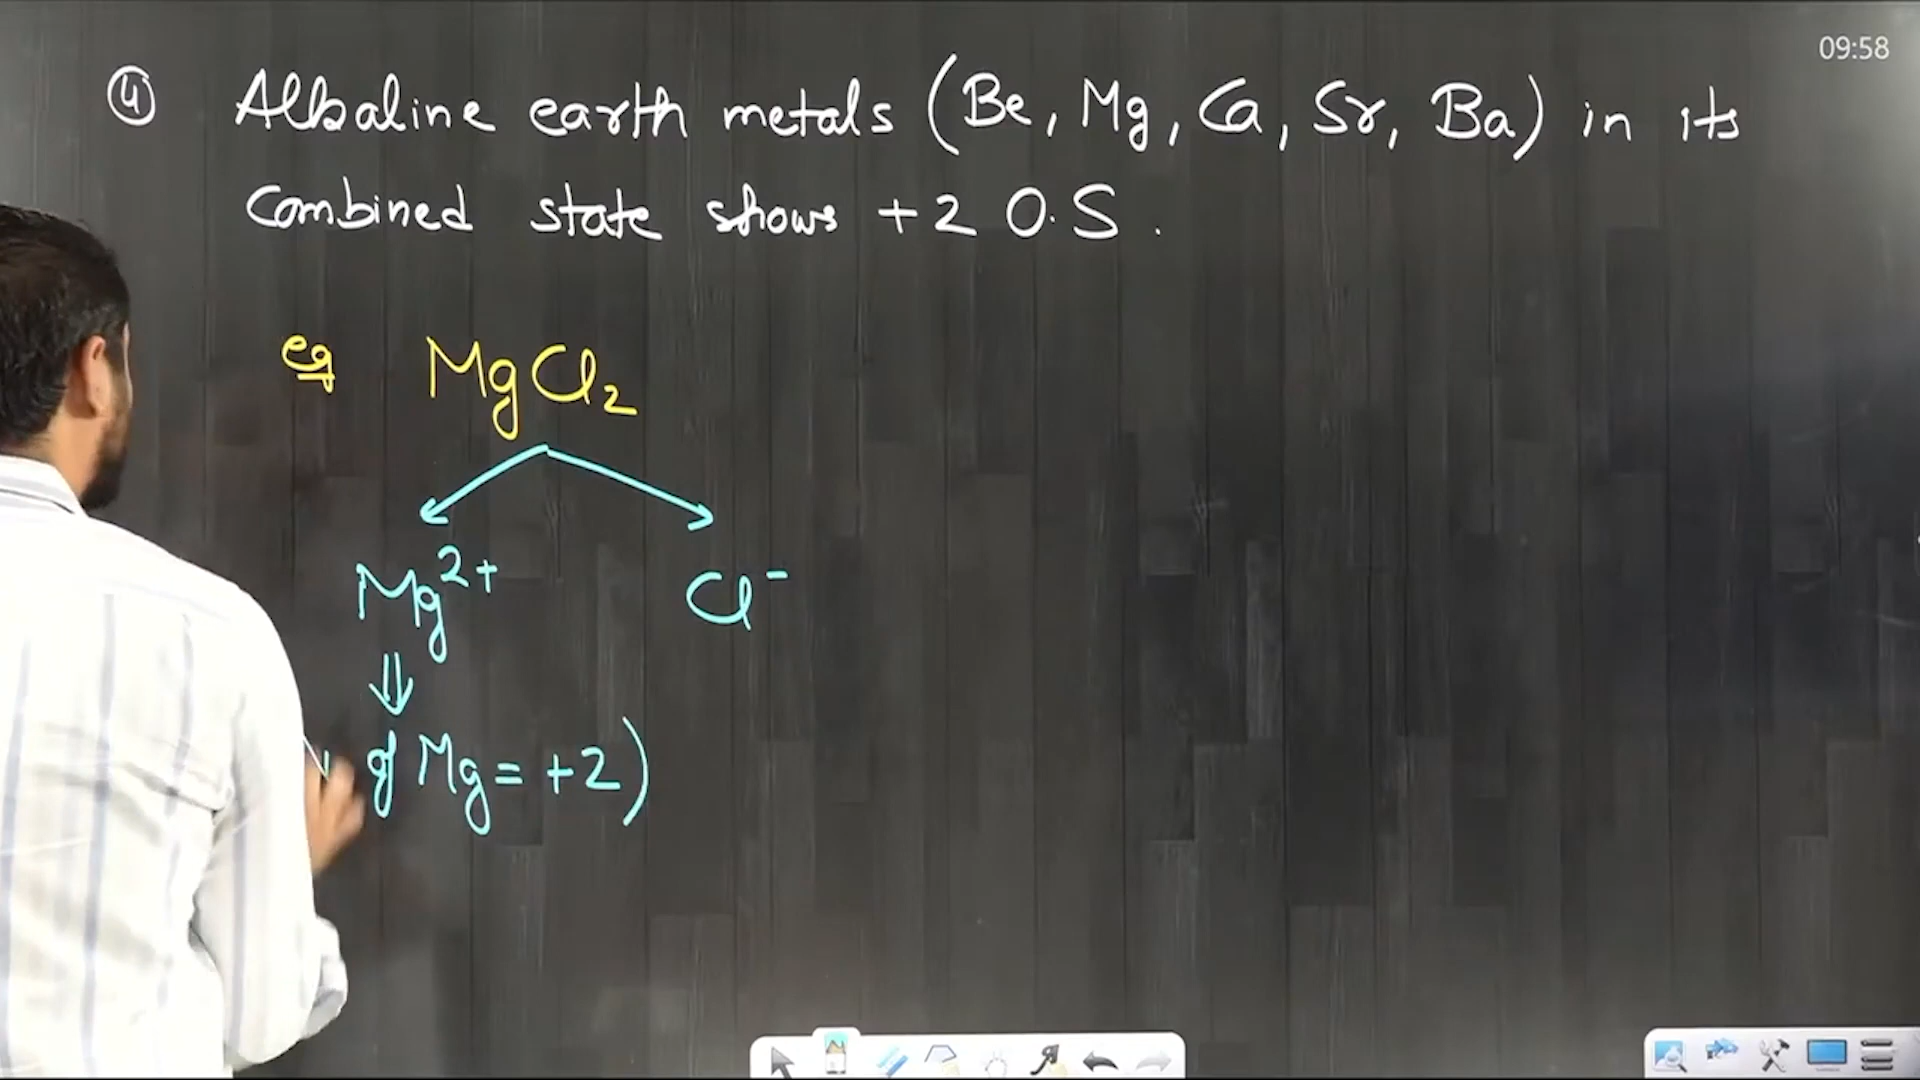 09:58
④ Alkaline earth metals (Be, Mg, Ca, Sr, Ba) in its
Combined state shows +2 O.S.
eg MgCl₂
Mg²⁺ Cl⁻
⇓
of Mg = +2)